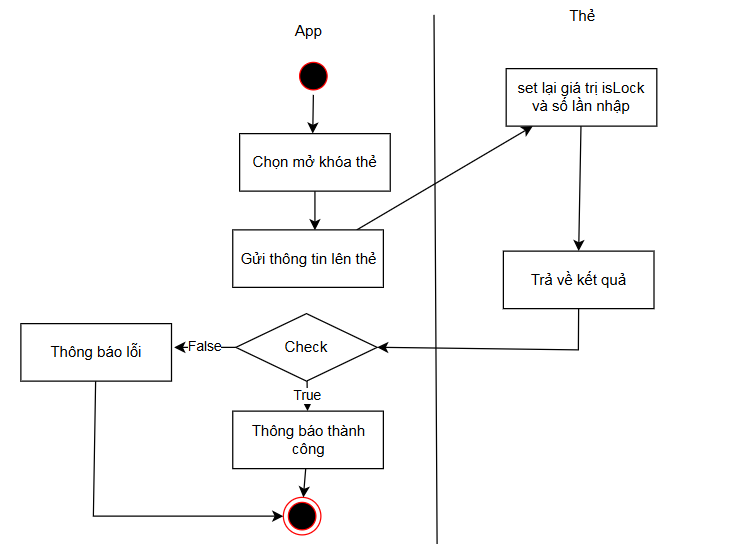 App
Thẻ
set lại giá trị isLock
và số lần nhập
Chọn mở khóa thẻ
Gửi thông tin lên thẻ
Trả về kết quả
Check
False
Thông báo lỗi
True
Thông báo thành
công